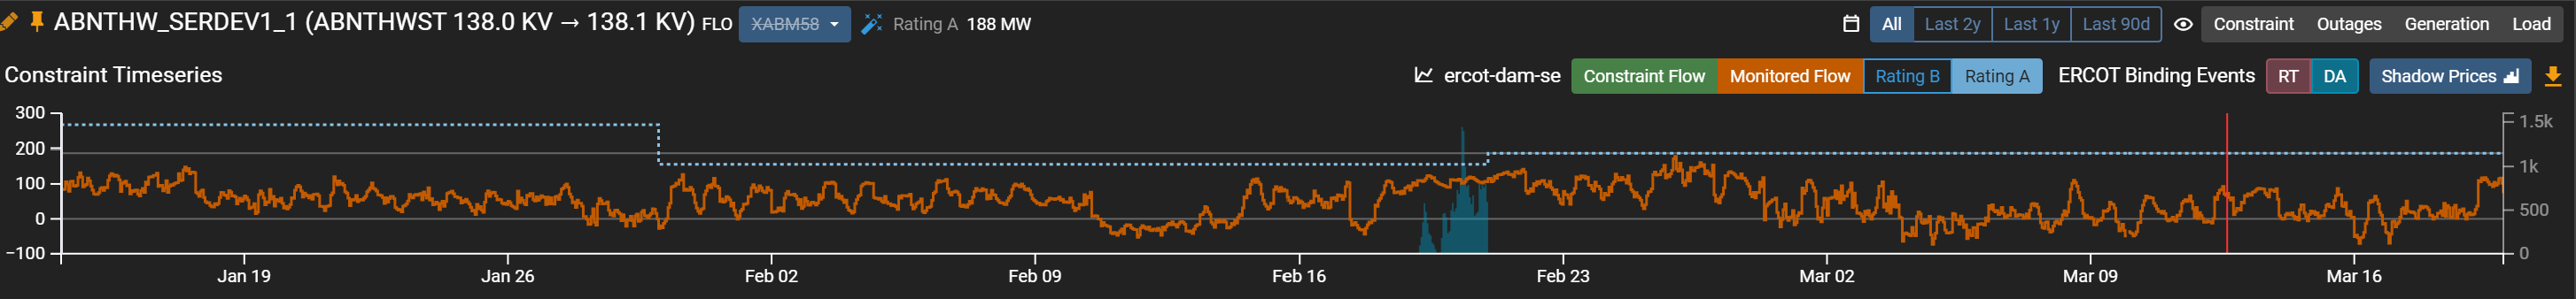 ABNTHW_SERDEV1_1 (ABNTHWST 138.0 KV → 138.1 KV) FLO XABM58 Rating A 188 MW All Last 2y Last 1y Last 90d Constraint Outages Generation Load
Constraint Timeseries ercot-dam-se Constraint Flow Monitored Flow Rating B Rating A ERCOT Binding Events RT DA Shadow Prices
300
200
100
0
−100
1.5k
1k
500
0
Jan 19 Jan 26 Feb 02 Feb 09 Feb 16 Feb 23 Mar 02 Mar 09 Mar 16